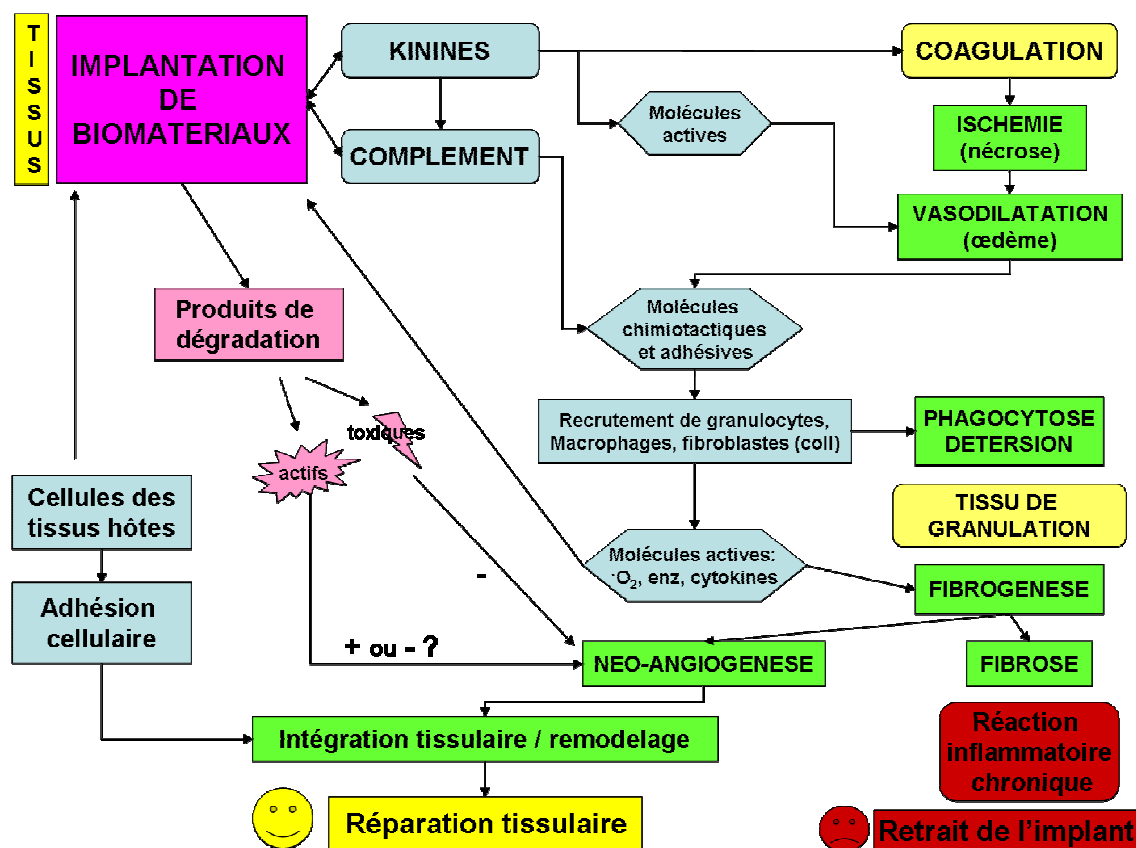 TISSUS
IMPLANTATION
DE
BIOMATERIAUX
KININES
COMPLEMENT
COAGULATION
Molécules
actives
ISCHEMIE
(nécrose)
VASODILATATION
(œdème)
Produits de
dégradation
Molécules
chimiotactiques
et adhésives
toxiques
actifs
Recrutement de granulocytes,
Macrophages, fibroblastes (coll)
PHAGOCYTOSE
DETERSION
Cellules des
tissus hôtes
TISSU DE
GRANULATION
Molécules actives:
·O2, enz, cytokines
-
FIBROGENESE
Adhésion
cellulaire
+ ou - ?
NEO-ANGIOGENESE
FIBROSE
Intégration tissulaire / remodelage
Réaction
inflammatoire
chronique
Réparation tissulaire
Retrait de l'implant